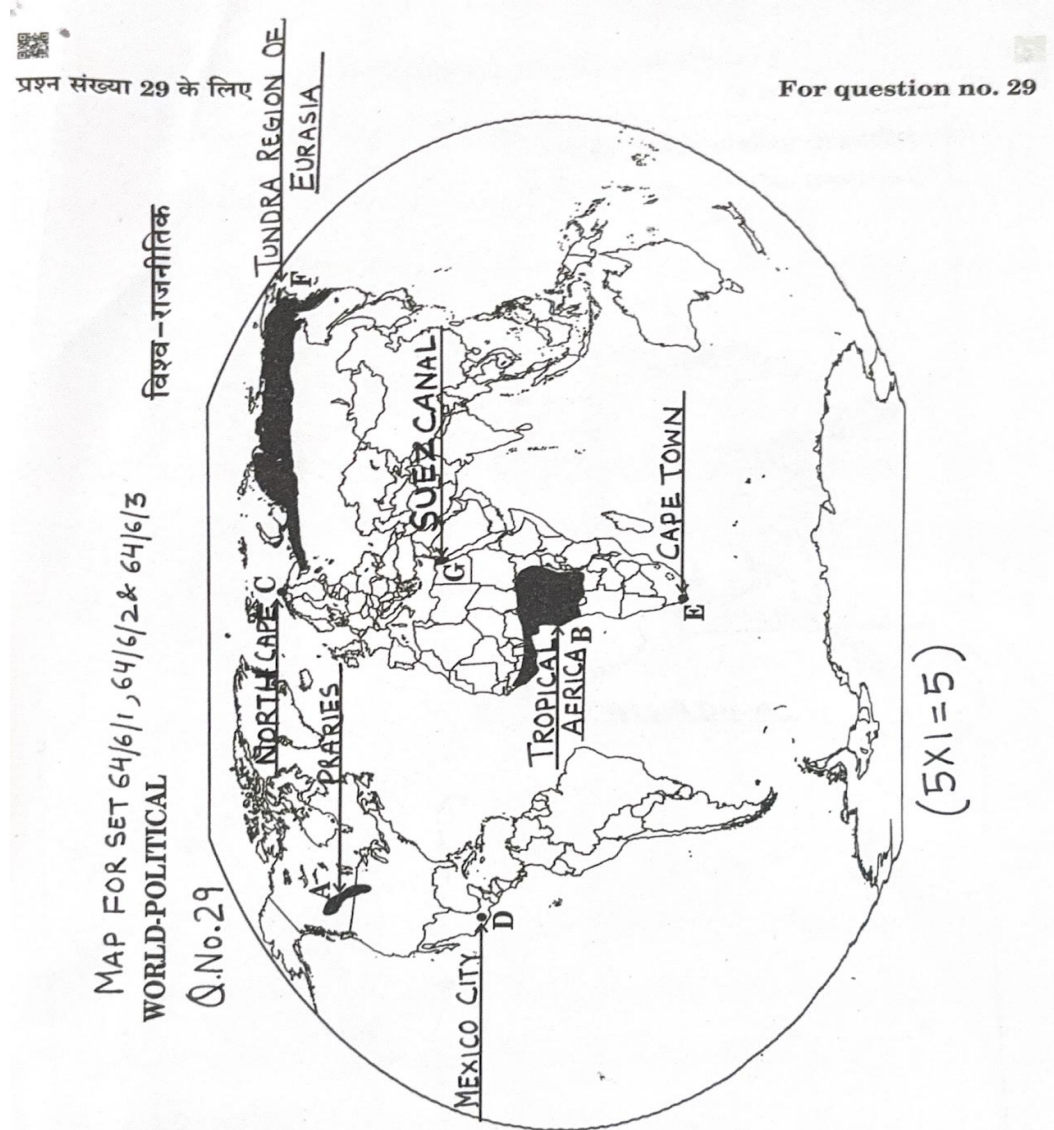 प्रश्न संख्या 29 के लिए
For question no. 29
MAP FOR SET 64/6/1, 64/6/2 & 64/6/3
WORLD-POLITICAL
विश्व-राजनीतिक
Q.No.29
TUNDRA REGION OF
EURASIA
F
NORTH CAPE C
PRARIES
A
SUEZ CANAL
G
MEXICO CITY
D
TROPICAL
AFRICA
B
CAPE TOWN
E
(5X1=5)